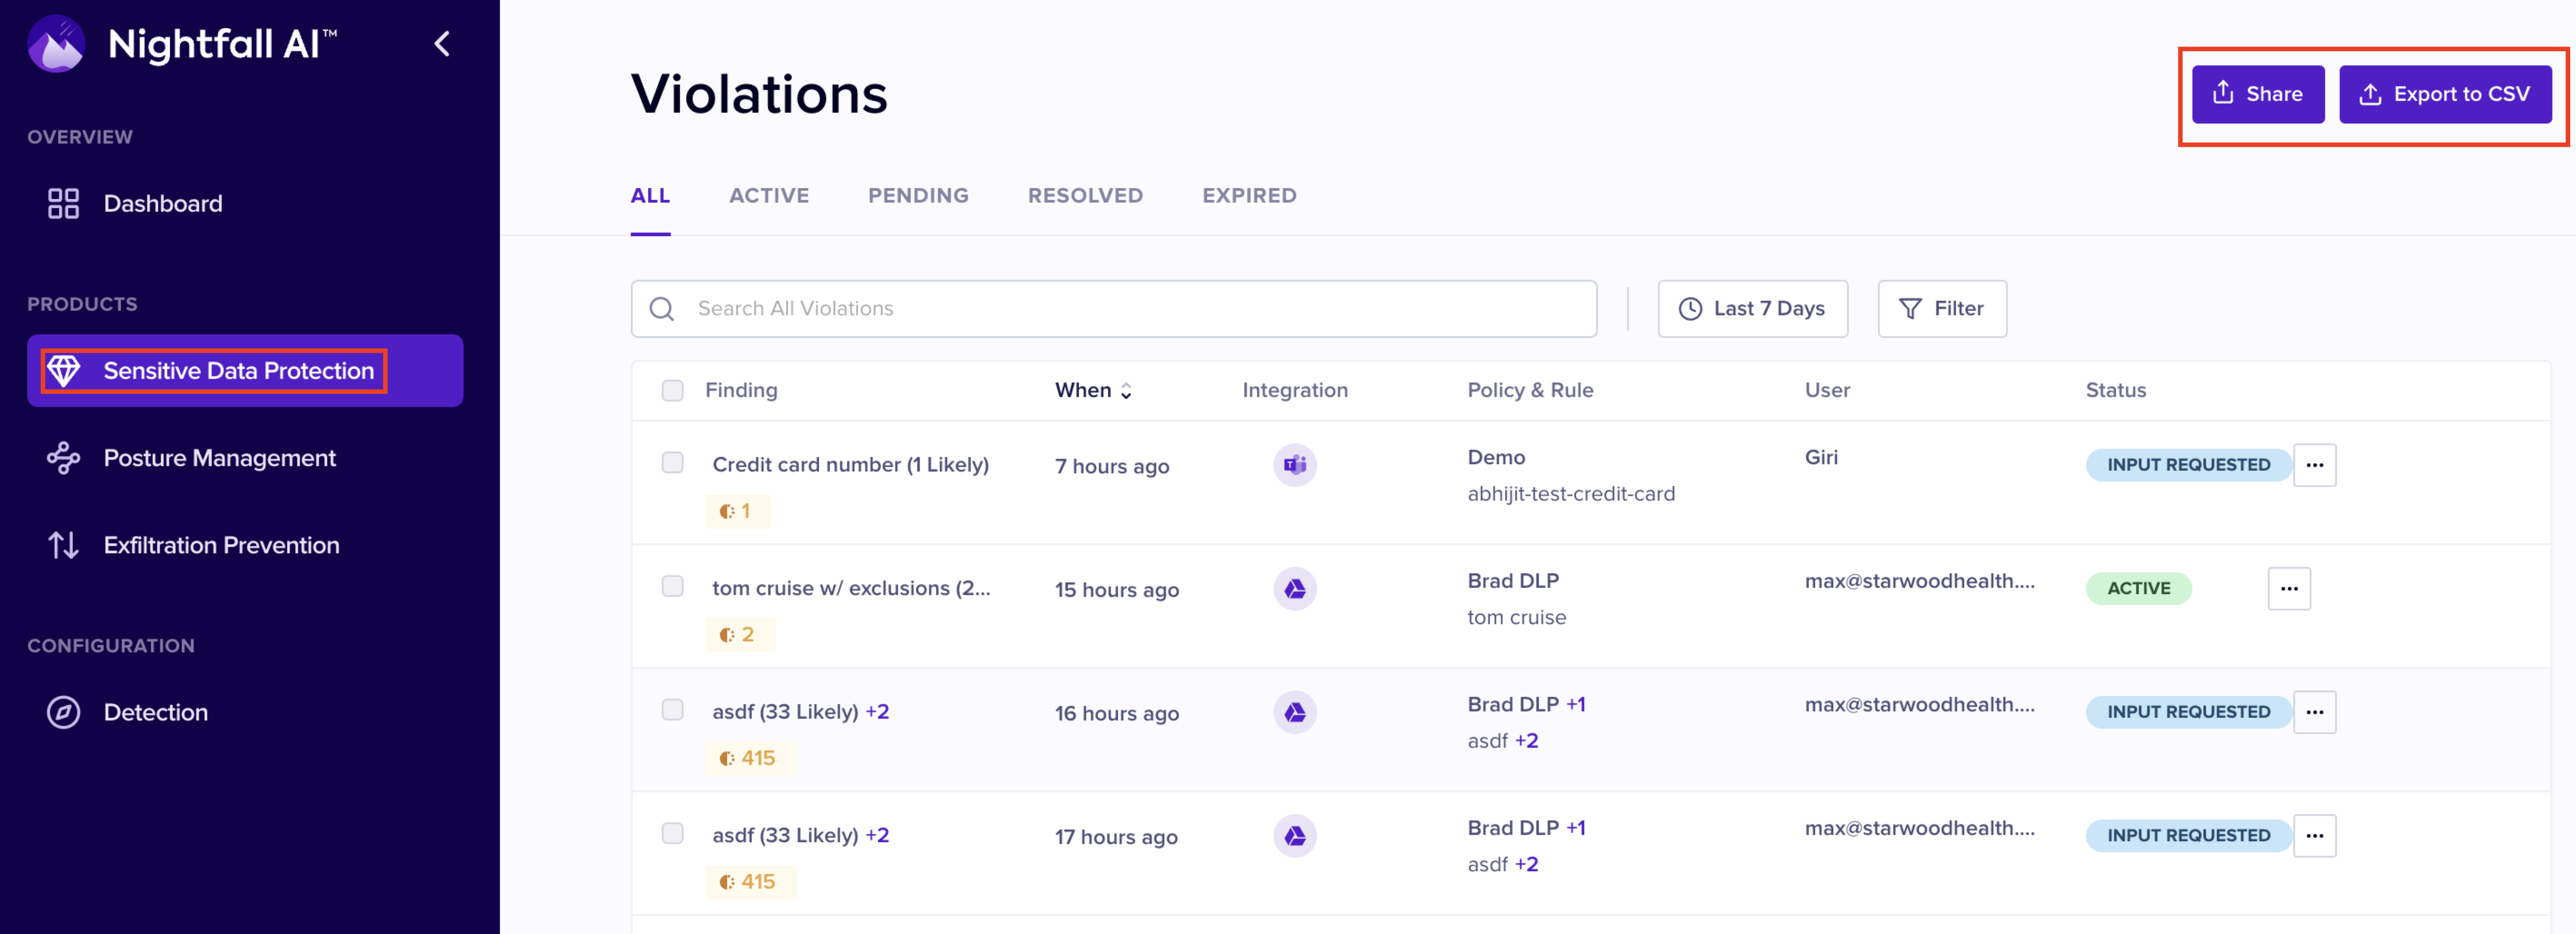 Nightfall AI™
OVERVIEW
Dashboard
PRODUCTS
Sensitive Data Protection
Posture Management
Exfiltration Prevention
CONFIGURATION
Detection
Violations
Share
Export to CSV
ALL ACTIVE PENDING RESOLVED EXPIRED
Search All Violations
Last 7 Days
Filter
Finding When Integration Policy & Rule User Status
Credit card number (1 Likely) 7 hours ago Demo Giri INPUT REQUESTED ...
abhijit-test-credit-card
1
tom cruise w/ exclusions (2... 15 hours ago Brad DLP max@starwoodhealth.... ACTIVE ...
tom cruise
2
asdf (33 Likely) +2 16 hours ago Brad DLP +1 max@starwoodhealth.... INPUT REQUESTED ...
asdf +2
415
asdf (33 Likely) +2 17 hours ago Brad DLP +1 max@starwoodhealth.... INPUT REQUESTED ...
asdf +2
415